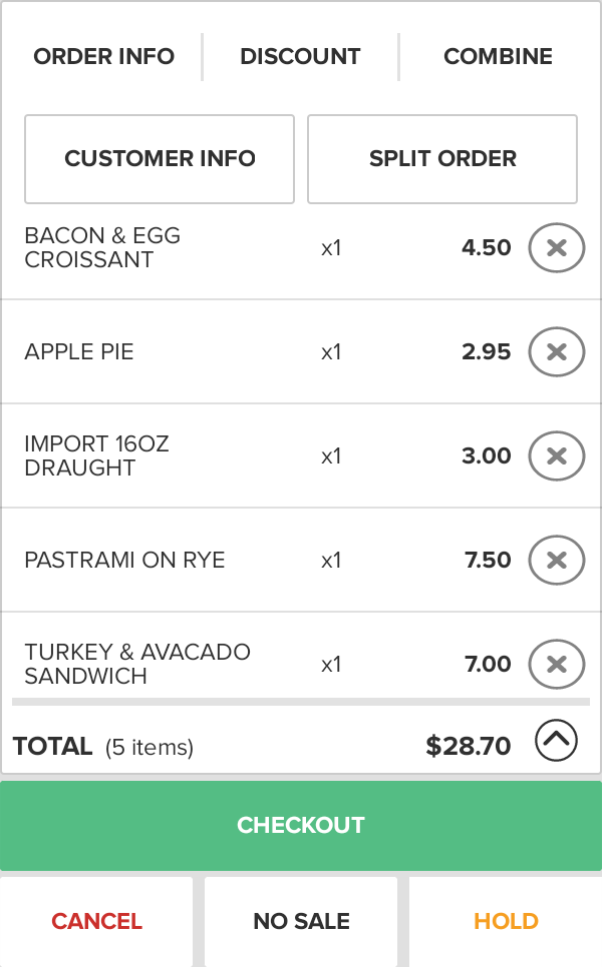 ORDER INFO DISCOUNT COMBINE
CUSTOMER INFO SPLIT ORDER
BACON & EGG
CROISSANT x1 4.50
APPLE PIE x1 2.95
IMPORT 16OZ
DRAUGHT x1 3.00
PASTRAMI ON RYE x1 7.50
TURKEY & AVACADO
SANDWICH x1 7.00
TOTAL (5 items) $28.70
CHECKOUT
CANCEL NO SALE HOLD